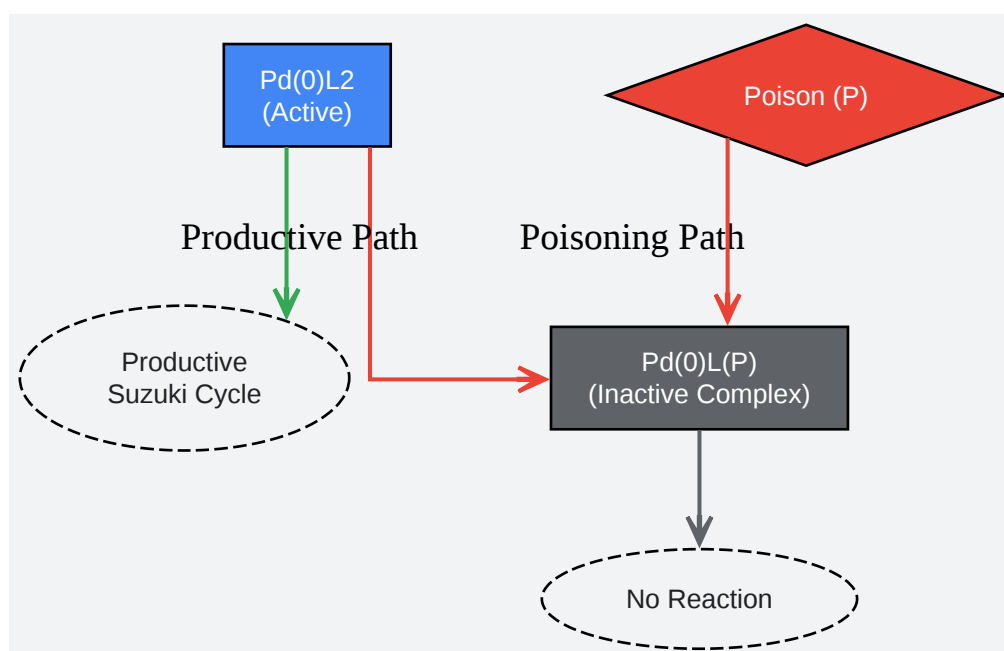 Pd(0)L2
(Active)
Poison (P)
Productive Path
Poisoning Path
Productive
Suzuki Cycle
Pd(0)L(P)
(Inactive Complex)
No Reaction